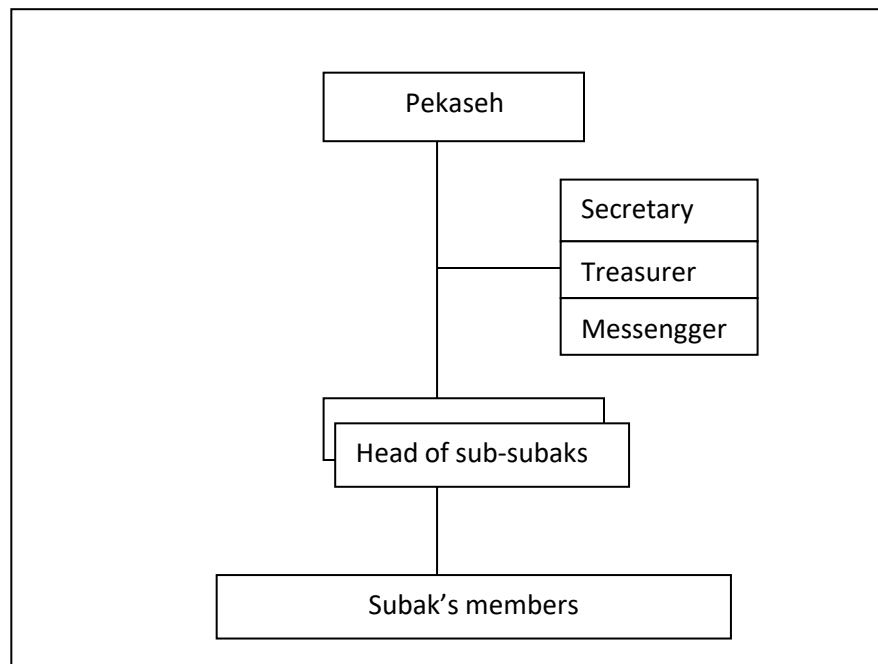 Pekaseh
Secretary
Treasurer
Messengger
Head of sub-subaks
Subak’s members